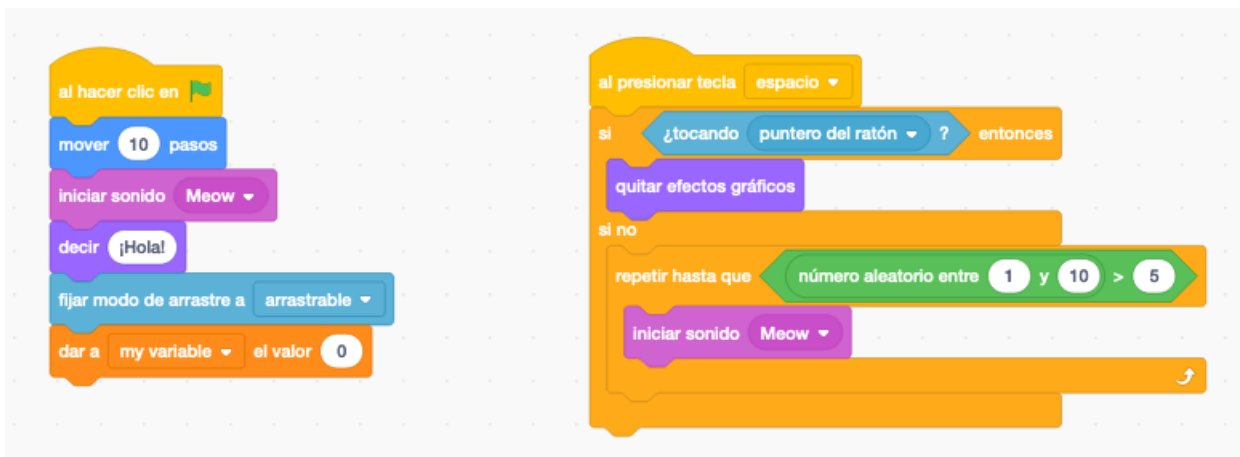 al hacer clic en
mover 10 pasos
iniciar sonido Meow
decir ¡Hola!
fijar modo de arrastre a arrastrable
dar a my variable el valor 0
al presionar tecla espacio
si ¿tocando puntero del ratón ? entonces
quitar efectos gráficos
si no
repetir hasta que número aleatorio entre 1 y 10 > 5
iniciar sonido Meow